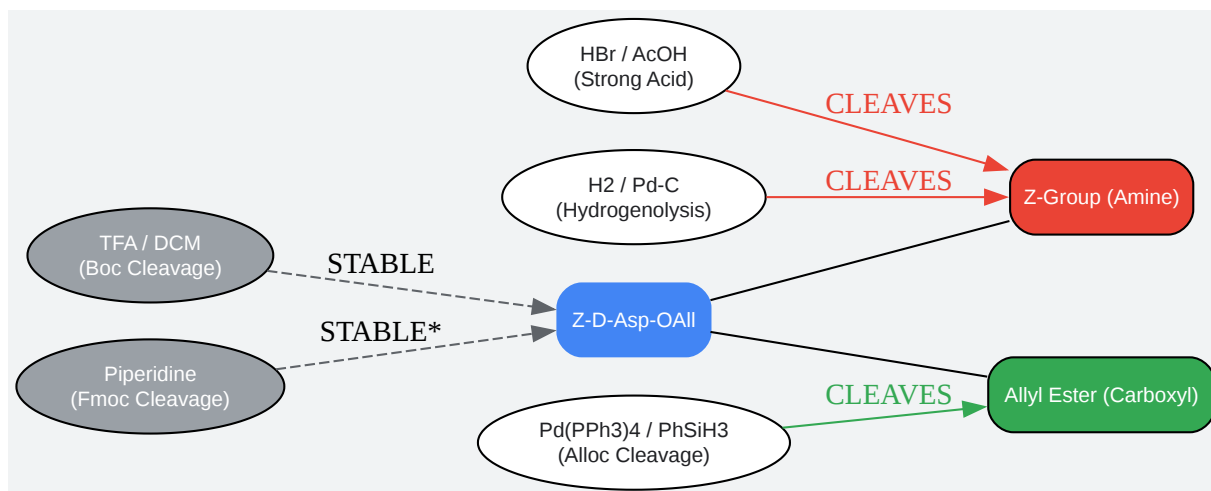 HBr / AcOH
(Strong Acid)
CLEAVES
H2 / Pd-C
(Hydrogenolysis)
CLEAVES
Z-Group (Amine)
TFA / DCM
(Boc Cleavage)
STABLE
Z-D-Asp-OAll
STABLE*
Piperidine
(Fmoc Cleavage)
Pd(PPh3)4 / PhSiH3
(Alloc Cleavage)
CLEAVES
Allyl Ester (Carboxyl)